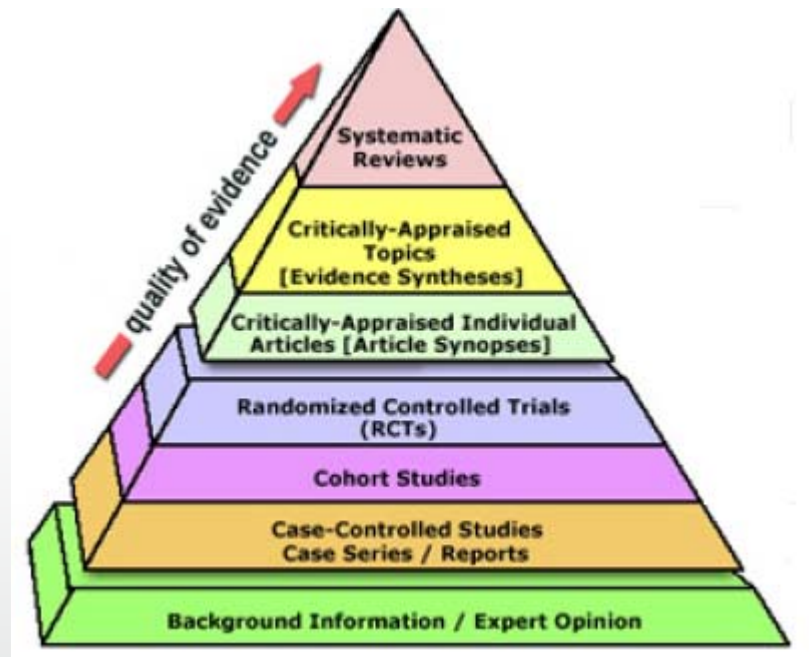 quality of evidence
Systematic
Reviews
Critically-Appraised
Topics
[Evidence Syntheses]
Critically-Appraised Individual
Articles [Article Synopses]
Randomized Controlled Trials
(RCTs)
Cohort Studies
Case-Controlled Studies
Case Series / Reports
Background Information / Expert Opinion